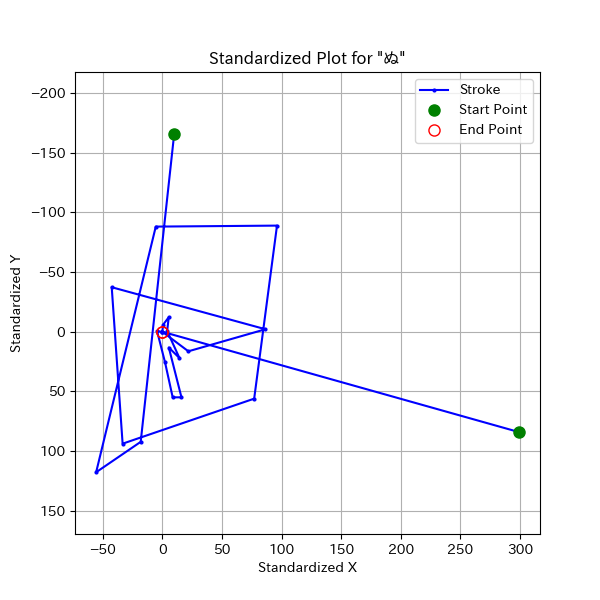 Standardized Plot for "ぬ"
Stroke
Start Point
End Point
Standardized Y
−200
−150
−100
−50
0
50
100
150
−50 0 50 100 150 200 250 300
Standardized X